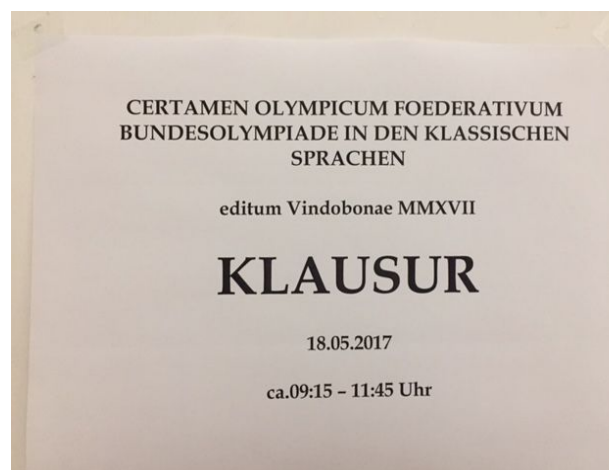 CERTAMEN OLYMPICUM FOEDERATIVUM
BUNDESOLYMPIADE IN DEN KLASSISCHEN
SPRACHEN
editum Vindobonae MMXVII
KLAUSUR
18.05.2017
ca.09:15 – 11:45 Uhr